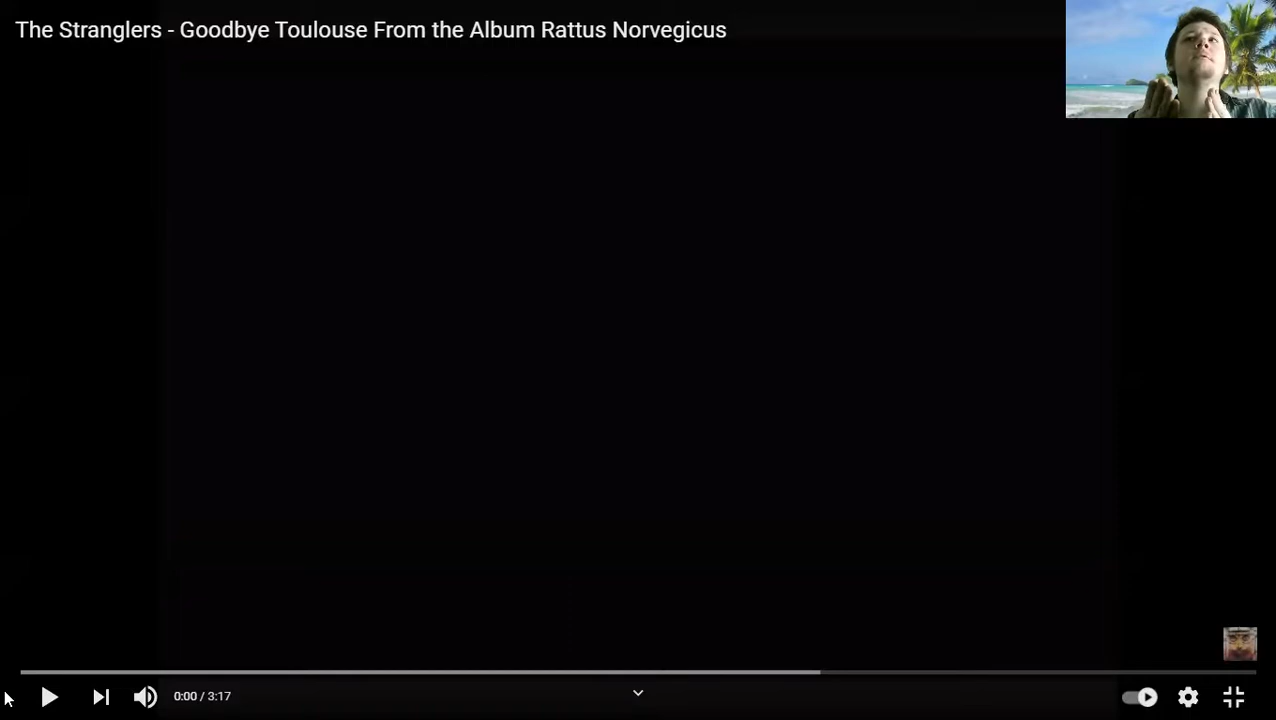 The Stranglers - Goodbye Toulouse From the Album Rattus Norvegicus
0:00 / 3:17